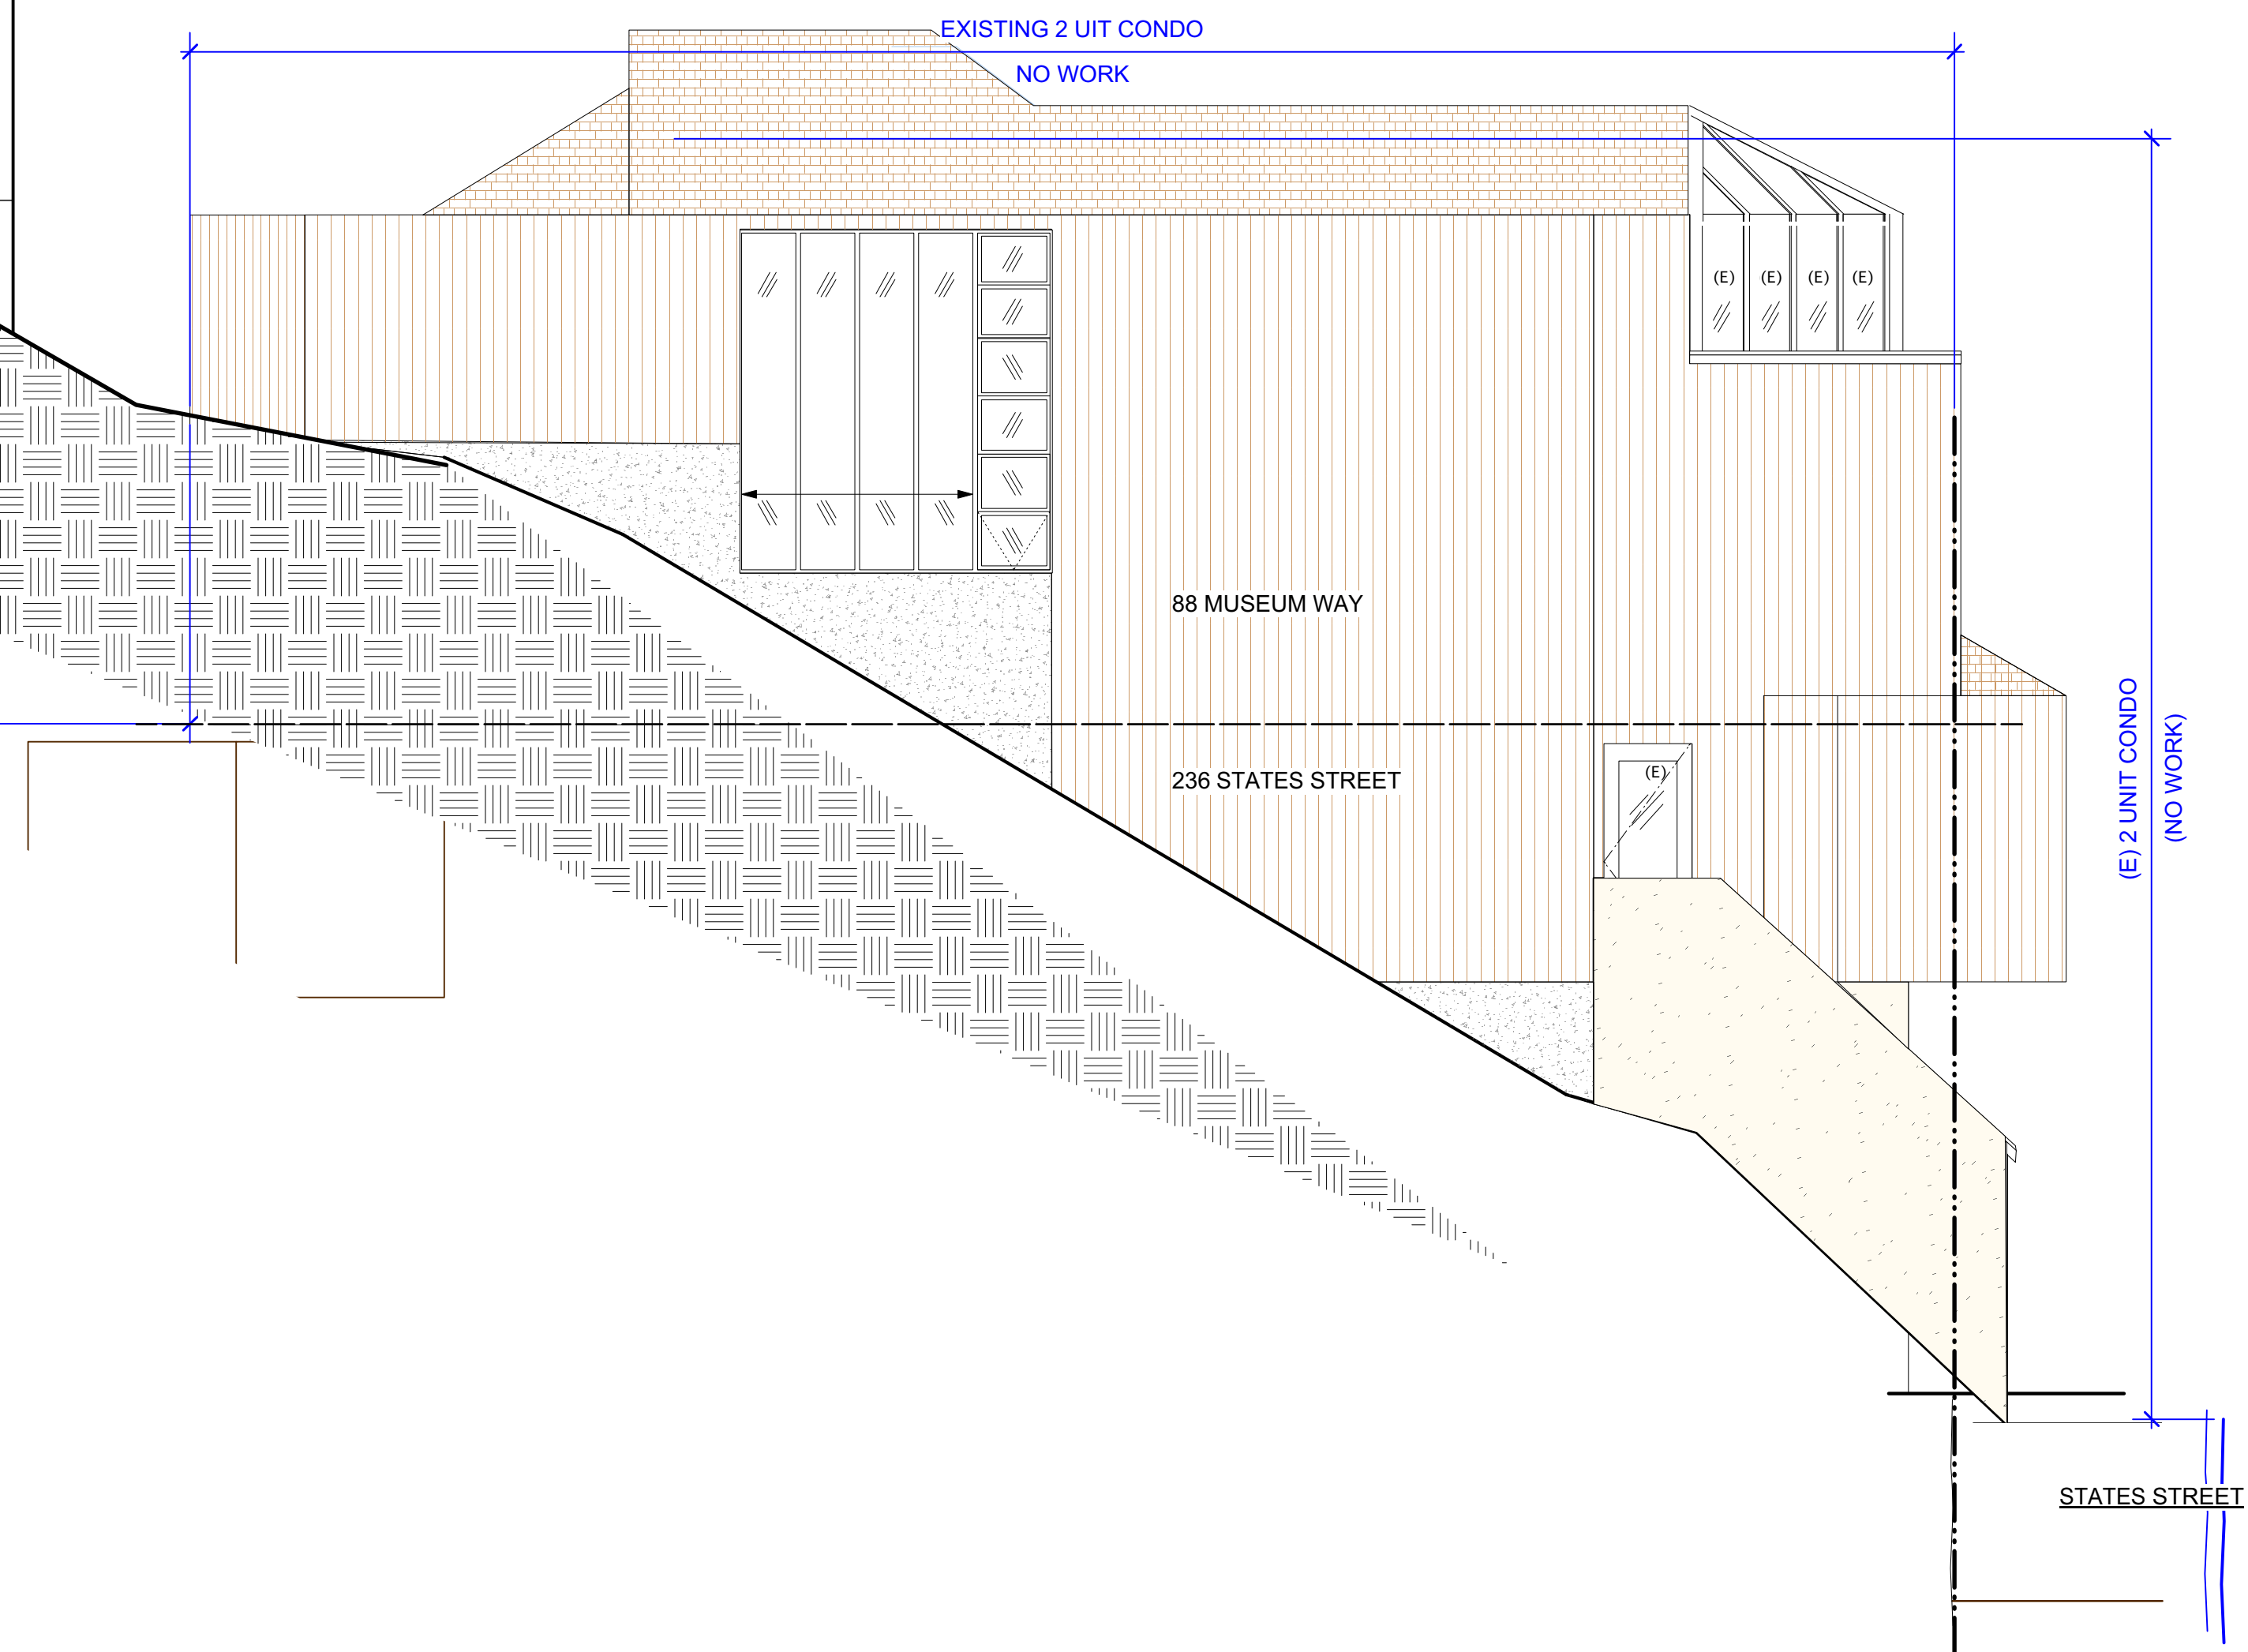 EXISTING 2 UIT CONDO
NO WORK
(E) (E) (E) (E)
88 MUSEUM WAY
236 STATES STREET
(E)
(E) 2 UNIT CONDO
(NO WORK)
STATES STREET